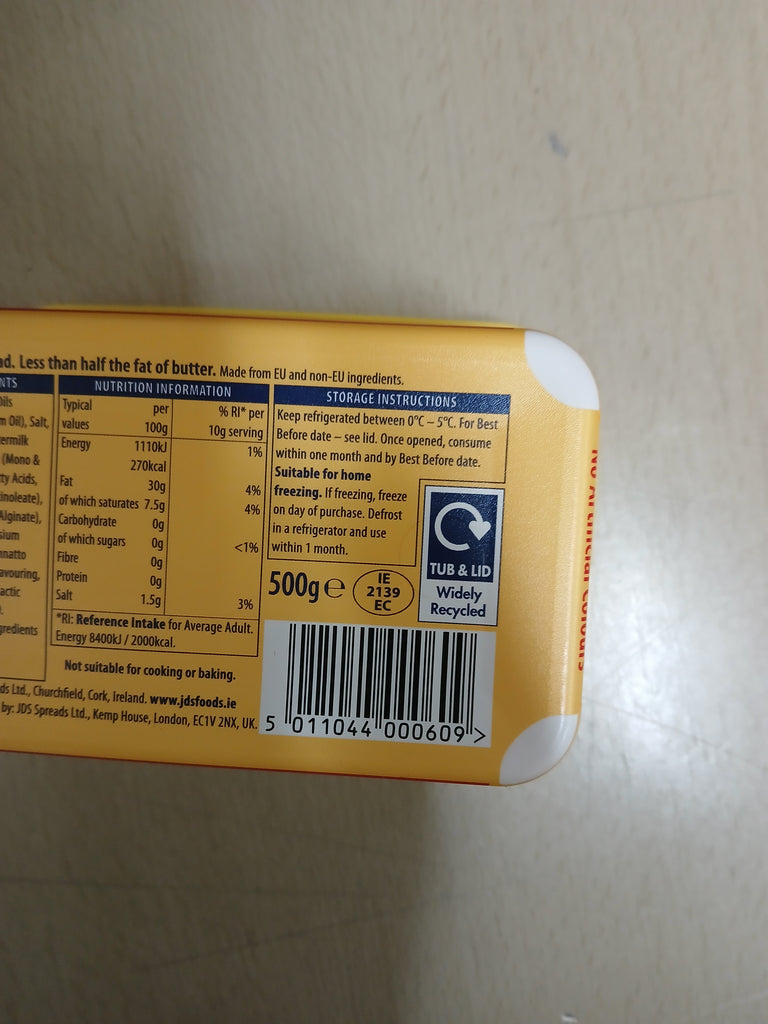 Less than half the fat of butter. Made from EU and non-EU ingredients.
NUTRITION INFORMATION
Typical values per 100g % RI* per 10g serving
Energy 1110kJ 1%
270kcal
Fat 30g 4%
of which saturates 7.5g 4%
Carbohydrate 0g
of which sugars 0g <1%
Fibre 0g
Protein 0g
Salt 1.5g 3%
*RI: Reference Intake for Average Adult.
Energy 8400kJ / 2000kcal.
STORAGE INSTRUCTIONS
Keep refrigerated between 0°C – 5°C. For Best
Before date – see lid. Once opened, consume
within one month and by Best Before date.
Suitable for home
freezing. If freezing, freeze
on day of purchase. Defrost
in a refrigerator and use
within 1 month.
TUB & LID
Widely
Recycled
500g e
IE
2139
EC
Not suitable for cooking or baking.
Ltd., Churchfield, Cork, Ireland. www.jdsfoods.ie
by: JDS Spreads Ltd., Kemp House, London, EC1V 2NX, UK.
5 011044 000609 >
No Artificial Colours
Oil), Salt,
(Mono &